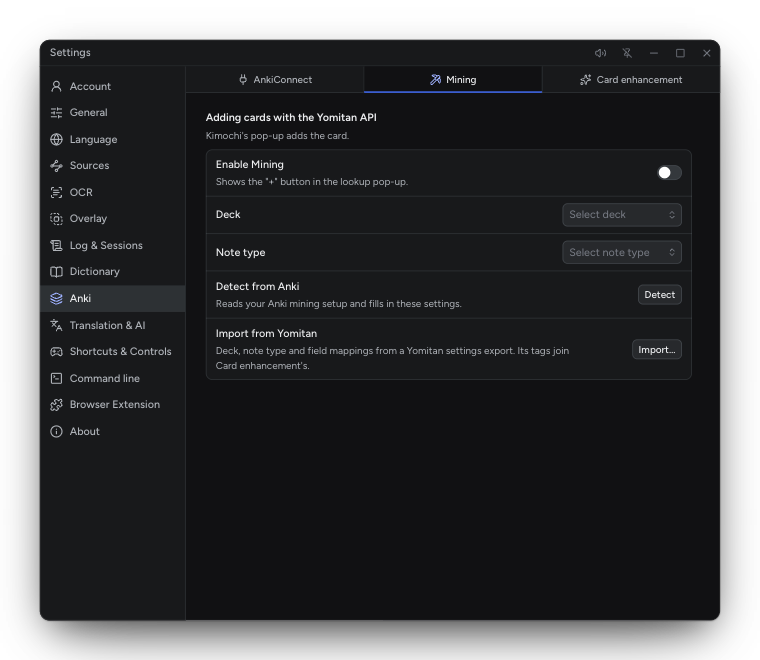 Settings
Account
General
Language
Sources
OCR
Overlay
Log & Sessions
Dictionary
Anki
Translation & AI
Shortcuts & Controls
Command line
Browser Extension
About
AnkiConnect
Mining
Card enhancement
Adding cards with the Yomitan API
Kimochi's pop-up adds the card.
Enable Mining
Shows the "+" button in the lookup pop-up.
Deck
Select deck
Note type
Select note type
Detect from Anki
Reads your Anki mining setup and fills in these settings.
Detect
Import from Yomitan
Deck, note type and field mappings from a Yomitan settings export. Its tags join
Card enhancement's.
Import...